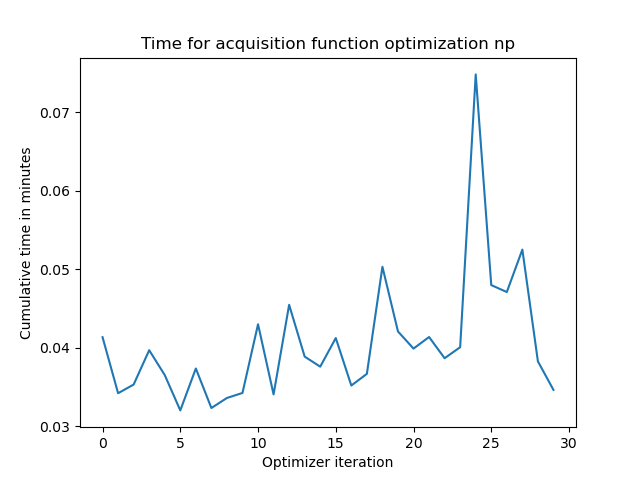 Time for acquisition function optimization np
Cumulative time in minutes
0.07
0.06
0.05
0.04
0.03
0 5 10 15 20 25 30
Optimizer iteration